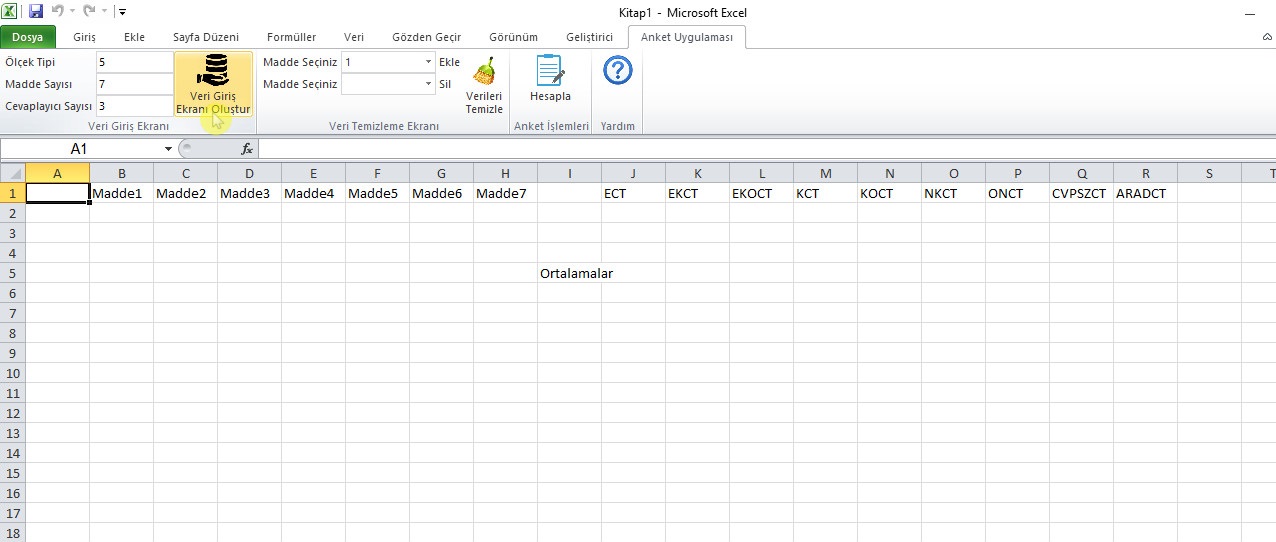 Kitap1 - Microsoft Excel
Dosya Giriş Ekle Sayfa Düzeni Formüller Veri Gözden Geçir Görünüm Geliştirici Anket Uygulaması
Ölçek Tipi 5
Madde Sayısı 7
Cevaplayıcı Sayısı 3
Veri Giriş
Ekranı Oluştur
Veri Giriş Ekranı
Madde Seçiniz 1 Ekle
Madde Seçiniz Sil
Verileri
Temizle
Veri Temizleme Ekranı
Hesapla
Anket İşlemleri
?
Yardım
A1 fx
A B C D E F G H I J K L M N O P Q R S T
1 Madde1 Madde2 Madde3 Madde4 Madde5 Madde6 Madde7 ECT EKCT EKOCT KCT KOCT NKCT ONCT CVPSZCT ARADCT
2
3
4
5 Ortalamalar
6
7
8
9
10
11
12
13
14
15
16
17
18